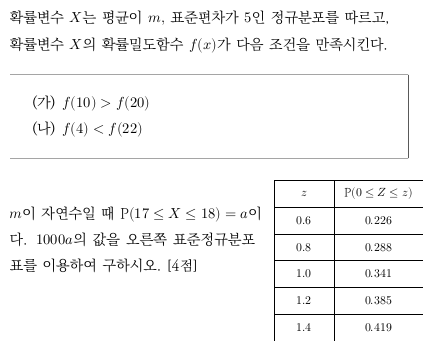 확률변수 X는 평균이 m, 표준편차가 5인 정규분포를 따르고,
확률변수 X의 확률밀도함수 f(x)가 다음 조건을 만족시킨다.
(가) f(10) > f(20)
(나) f(4) < f(22)
m이 자연수일 때 P(17 ≤ X ≤ 18) = a이
다. 1000a의 값을 오른쪽 표준정규분포
표를 이용하여 구하시오. [4점]
z P(0 ≤ Z ≤ z)
0.6 0.226
0.8 0.288
1.0 0.341
1.2 0.385
1.4 0.419